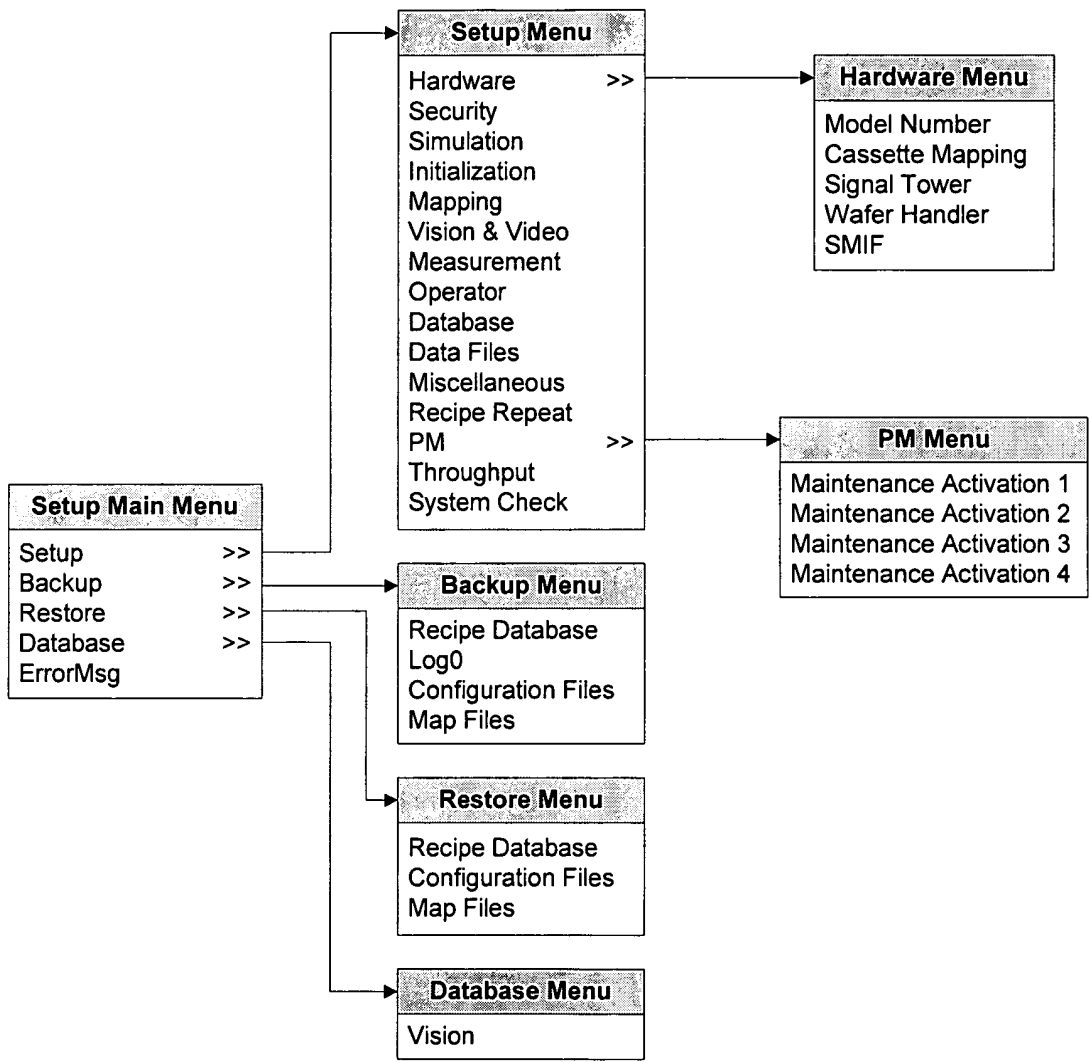 Setup Main Menu
Setup >>
Backup >>
Restore >>
Database >>
ErrorMsg
Setup Menu
Hardware >>
Security
Simulation
Initialization
Mapping
Vision & Video
Measurement
Operator
Database
Data Files
Miscellaneous
Recipe Repeat
PM >>
Throughput
System Check
Hardware Menu
Model Number
Cassette Mapping
Signal Tower
Wafer Handler
SMIF
PM Menu
Maintenance Activation 1
Maintenance Activation 2
Maintenance Activation 3
Maintenance Activation 4
Backup Menu
Recipe Database
Log0
Configuration Files
Map Files
Restore Menu
Recipe Database
Configuration Files
Map Files
Database Menu
Vision